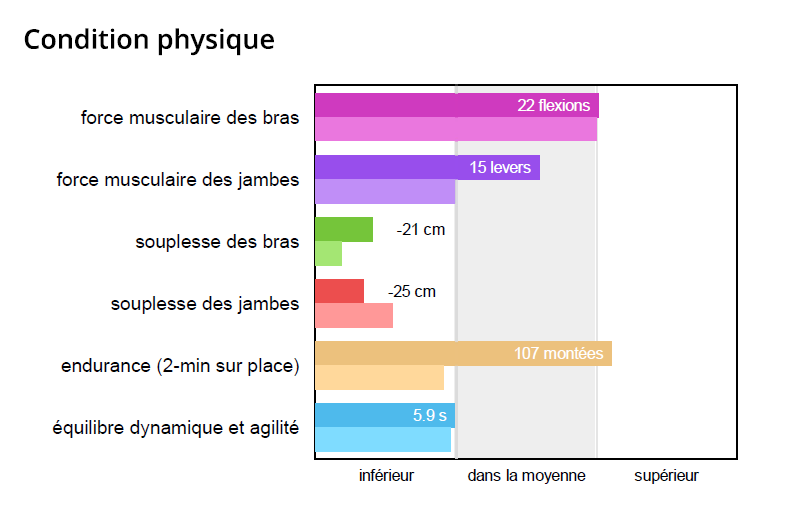 Condition physique
force musculaire des bras
22 flexions
force musculaire des jambes
15 levers
souplesse des bras
-21 cm
souplesse des jambes
-25 cm
endurance (2-min sur place)
107 montées
équilibre dynamique et agilité
5.9 s
inférieur
dans la moyenne
supérieur